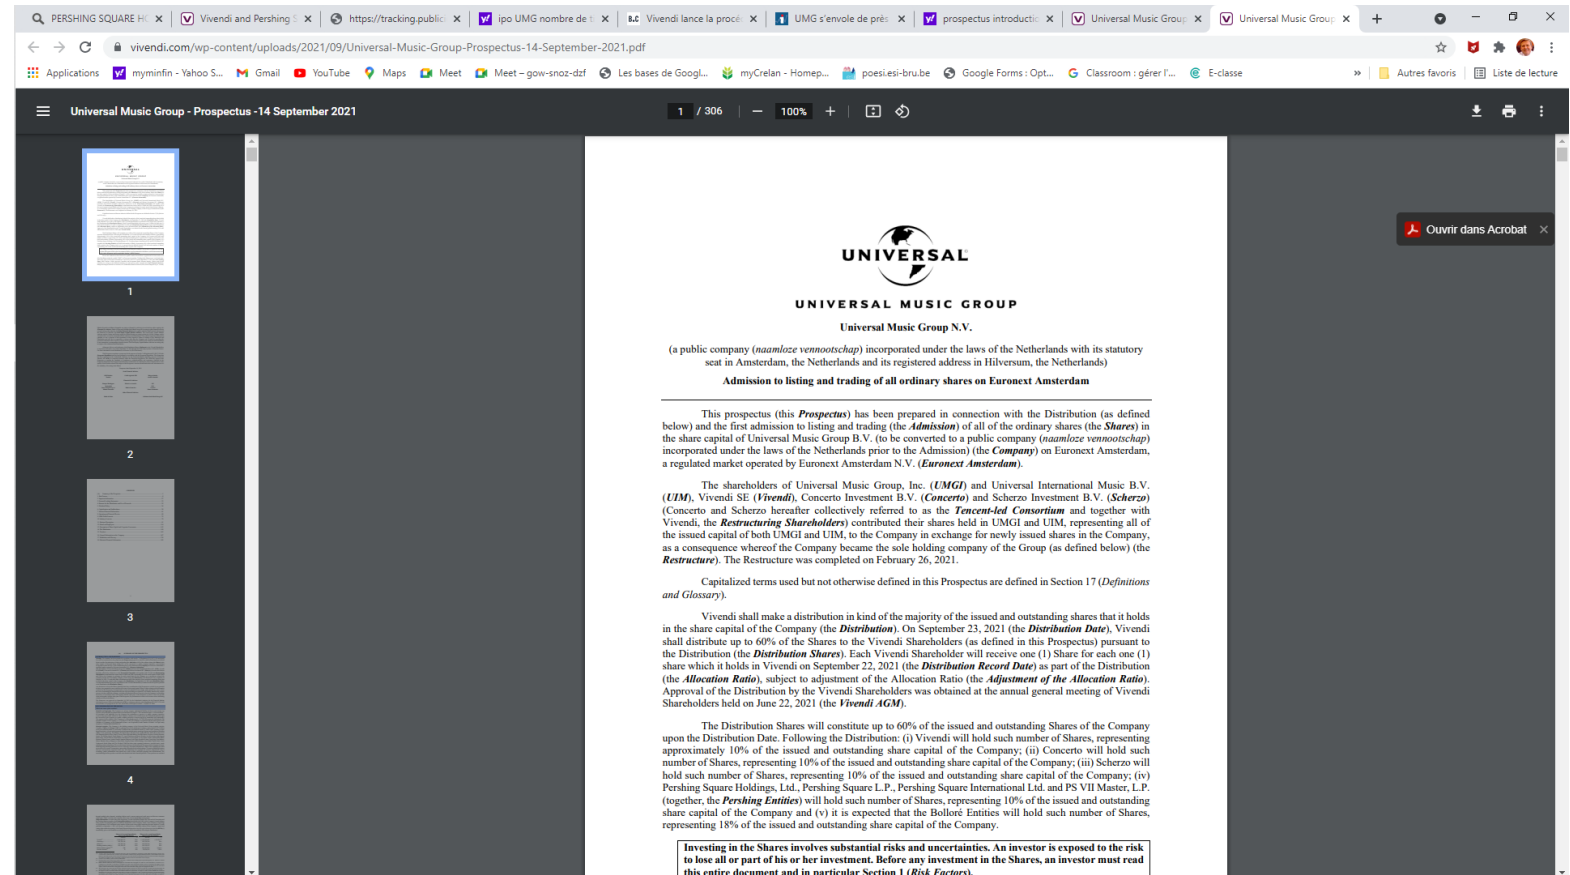 PERSHING SQUARE H
Vivendi and Pershing S
https://tracking.public
ipo UMG nombre de t
B.C Vivendi lance la procé
UMG s'envole de près
prospectus introductio
Universal Music Group
Universal Music Group
vivendi.com/wp-content/uploads/2021/09/Universal-Music-Group-Prospectus-14-September-2021.pdf
Applications
myminfin - Yahoo S...
Gmail
YouTube
Maps
Meet
Meet – gow-snoz-dzf
Les bases de Googl...
myCrelan - Homep...
poesi.esi-bru.be
Google Forms : Opt...
Classroom : gérer l'...
E-classe
»
Autres favoris
Liste de lecture
Universal Music Group - Prospectus -14 September 2021
1 / 306
100%
1
2
3
4
Ouvrir dans Acrobat
UNIVERSAL
UNIVERSAL MUSIC GROUP
Universal Music Group N.V.
(a public company (naamloze vennootschap) incorporated under the laws of the Netherlands with its statutory
seat in Amsterdam, the Netherlands and its registered address in Hilversum, the Netherlands)
Admission to listing and trading of all ordinary shares on Euronext Amsterdam
This prospectus (this Prospectus) has been prepared in connection with the Distribution (as defined
below) and the first admission to listing and trading (the Admission) of all of the ordinary shares (the Shares) in
the share capital of Universal Music Group B.V. (to be converted to a public company (naamloze vennootschap)
incorporated under the laws of the Netherlands prior to the Admission) (the Company) on Euronext Amsterdam,
a regulated market operated by Euronext Amsterdam N.V. (Euronext Amsterdam).
The shareholders of Universal Music Group, Inc. (UMGI) and Universal International Music B.V.
(UIM), Vivendi SE (Vivendi), Concerto Investment B.V. (Concerto) and Scherzo Investment B.V. (Scherzo)
(Concerto and Scherzo hereafter collectively referred to as the Tencent-led Consortium and together with
Vivendi, the Restructuring Shareholders) contributed their shares held in UMGI and UIM, representing all of
the issued capital of both UMGI and UIM, to the Company in exchange for newly issued shares in the Company,
as a consequence whereof the Company became the sole holding company of the Group (as defined below) (the
Restructure). The Restructure was completed on February 26, 2021.
Capitalized terms used but not otherwise defined in this Prospectus are defined in Section 17 (Definitions
and Glossary).
Vivendi shall make a distribution in kind of the majority of the issued and outstanding shares that it holds
in the share capital of the Company (the Distribution). On September 23, 2021 (the Distribution Date), Vivendi
shall distribute up to 60% of the Shares to the Vivendi Shareholders (as defined in this Prospectus) pursuant to
the Distribution (the Distribution Shares). Each Vivendi Shareholder will receive one (1) Share for each one (1)
share which it holds in Vivendi on September 22, 2021 (the Distribution Record Date) as part of the Distribution
(the Allocation Ratio), subject to adjustment of the Allocation Ratio (the Adjustment of the Allocation Ratio).
Approval of the Distribution by the Vivendi Shareholders was obtained at the annual general meeting of Vivendi
Shareholders held on June 22, 2021 (the Vivendi AGM).
The Distribution Shares will constitute up to 60% of the issued and outstanding Shares of the Company
upon the Distribution Date. Following the Distribution: (i) Vivendi will hold such number of Shares, representing
approximately 10% of the issued and outstanding share capital of the Company; (ii) Concerto will hold such
number of Shares, representing 10% of the issued and outstanding share capital of the Company; (iii) Scherzo will
hold such number of Shares, representing 10% of the issued and outstanding share capital of the Company; (iv)
Pershing Square Holdings, Ltd., Pershing Square L.P., Pershing Square International Ltd. and PS VII Master, L.P.
(together, the Pershing Entities) will hold such number of Shares, representing 10% of the issued and outstanding
share capital of the Company and (v) it is expected that the Bolloré Entities will hold such number of Shares,
representing 18% of the issued and outstanding share capital of the Company.
Investing in the Shares involves substantial risks and uncertainties. An investor is exposed to the risk
to lose all or part of his or her investment. Before any investment in the Shares, an investor must read
this entire document and in particular Section 1 (Risk Factors).